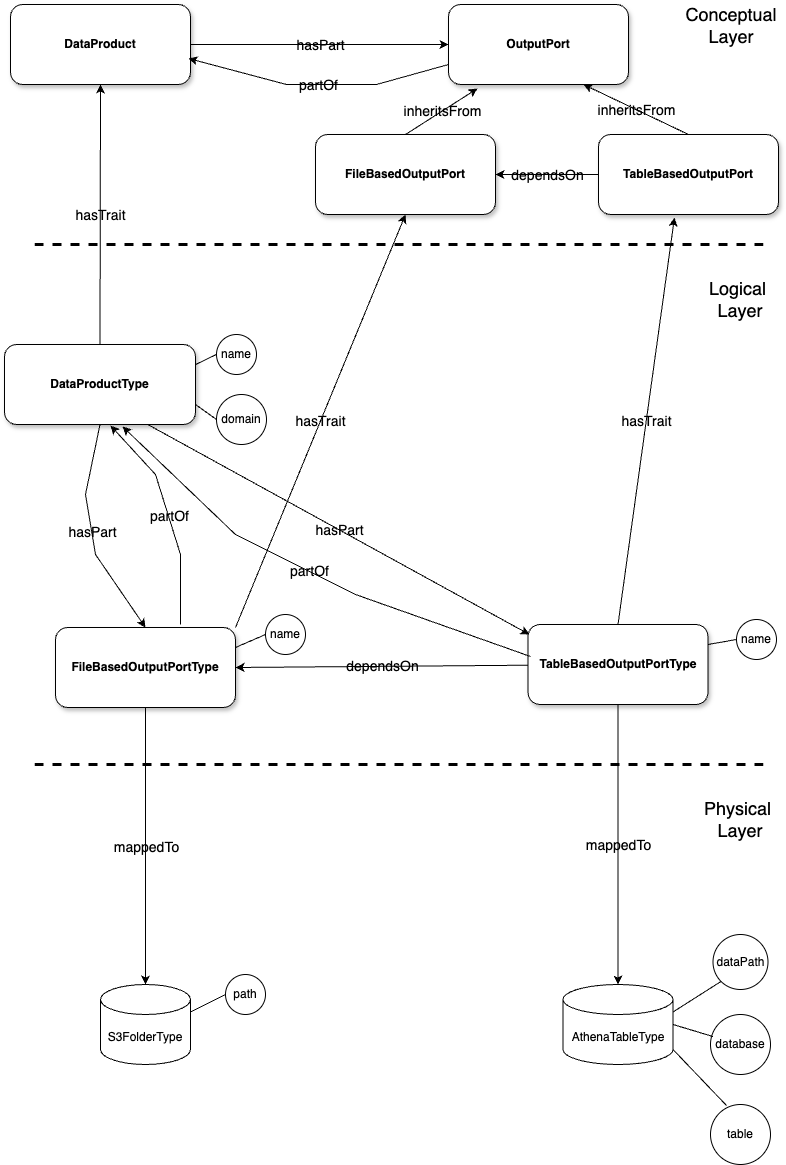 Conceptual
Layer
DataProduct
hasPart
OutputPort
partOf
inheritsFrom
inheritsFrom
FileBasedOutputPort
dependsOn
TableBasedOutputPort
hasTrait
Logical
Layer
name
DataProductType
domain
hasTrait
hasTrait
hasPart
partOf
hasPart
partOf
name
name
FileBasedOutputPortType
dependsOn
TableBasedOutputPortType
Physical
Layer
mappedTo
mappedTo
dataPath
path
S3FolderType
AthenaTableType
database
table